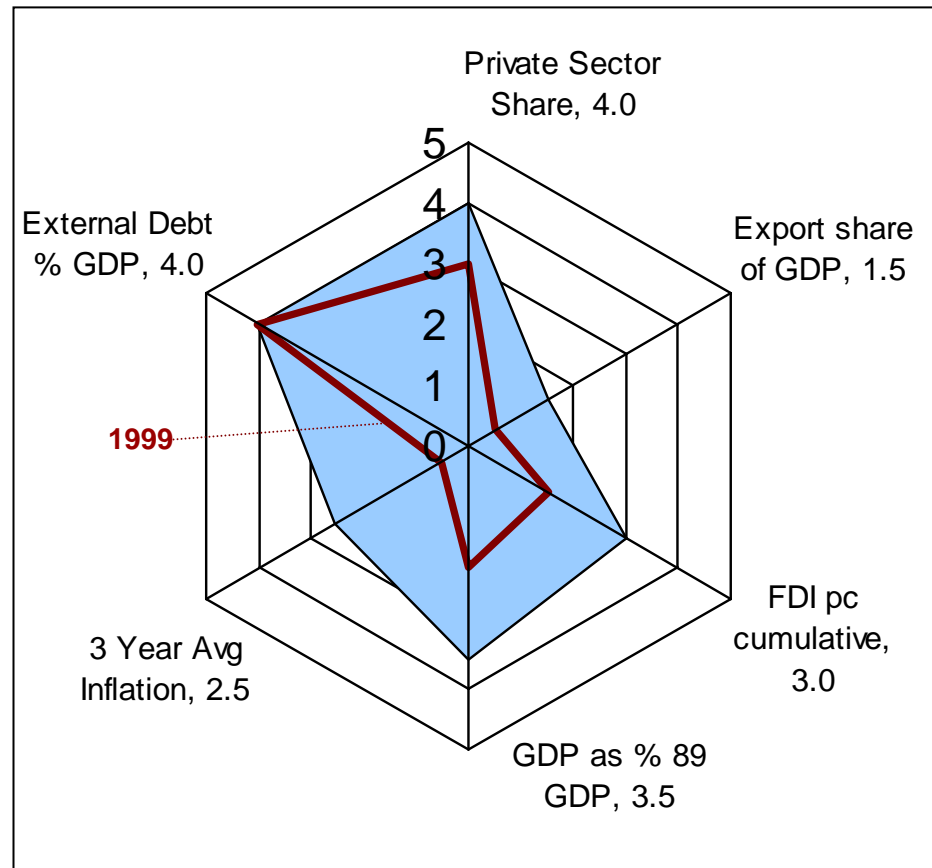 Private Sector
Share, 4.0
5
4
3
2
1
0
Export share
of GDP, 1.5
FDI pc
cumulative,
3.0
GDP as % 89
GDP, 3.5
3 Year Avg
Inflation, 2.5
1999
External Debt
% GDP, 4.0